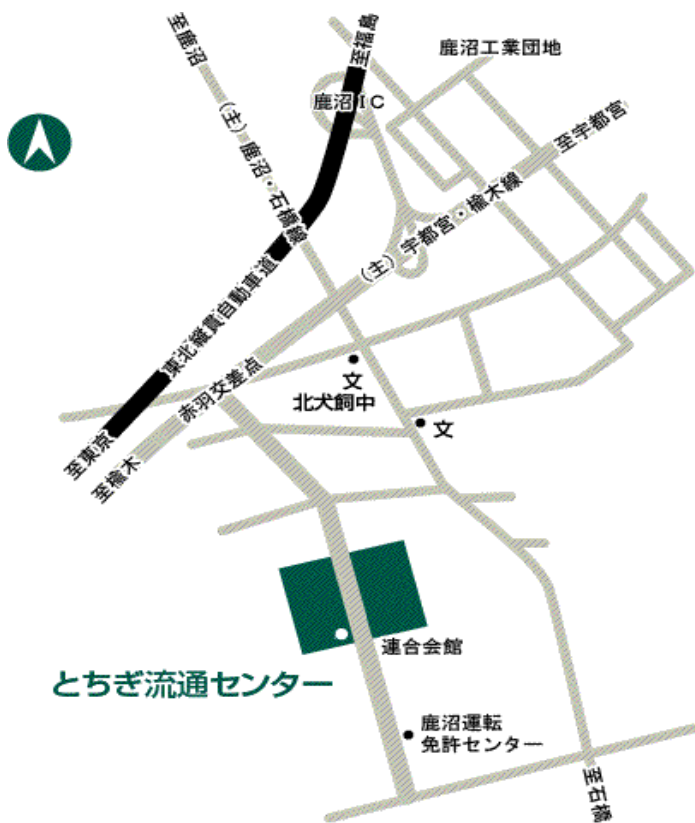 至鹿沼
至福島
鹿沼工業団地
鹿沼IC
(主)鹿沼・石橋線
至宇都宮
(主)宇都宮・楡木線
東北縦貫自動車道
赤羽交差点
文
北犬飼中
文
至東京
至楡木
連合会館
とちぎ流通センター
鹿沼運転
免許センター
至石橋